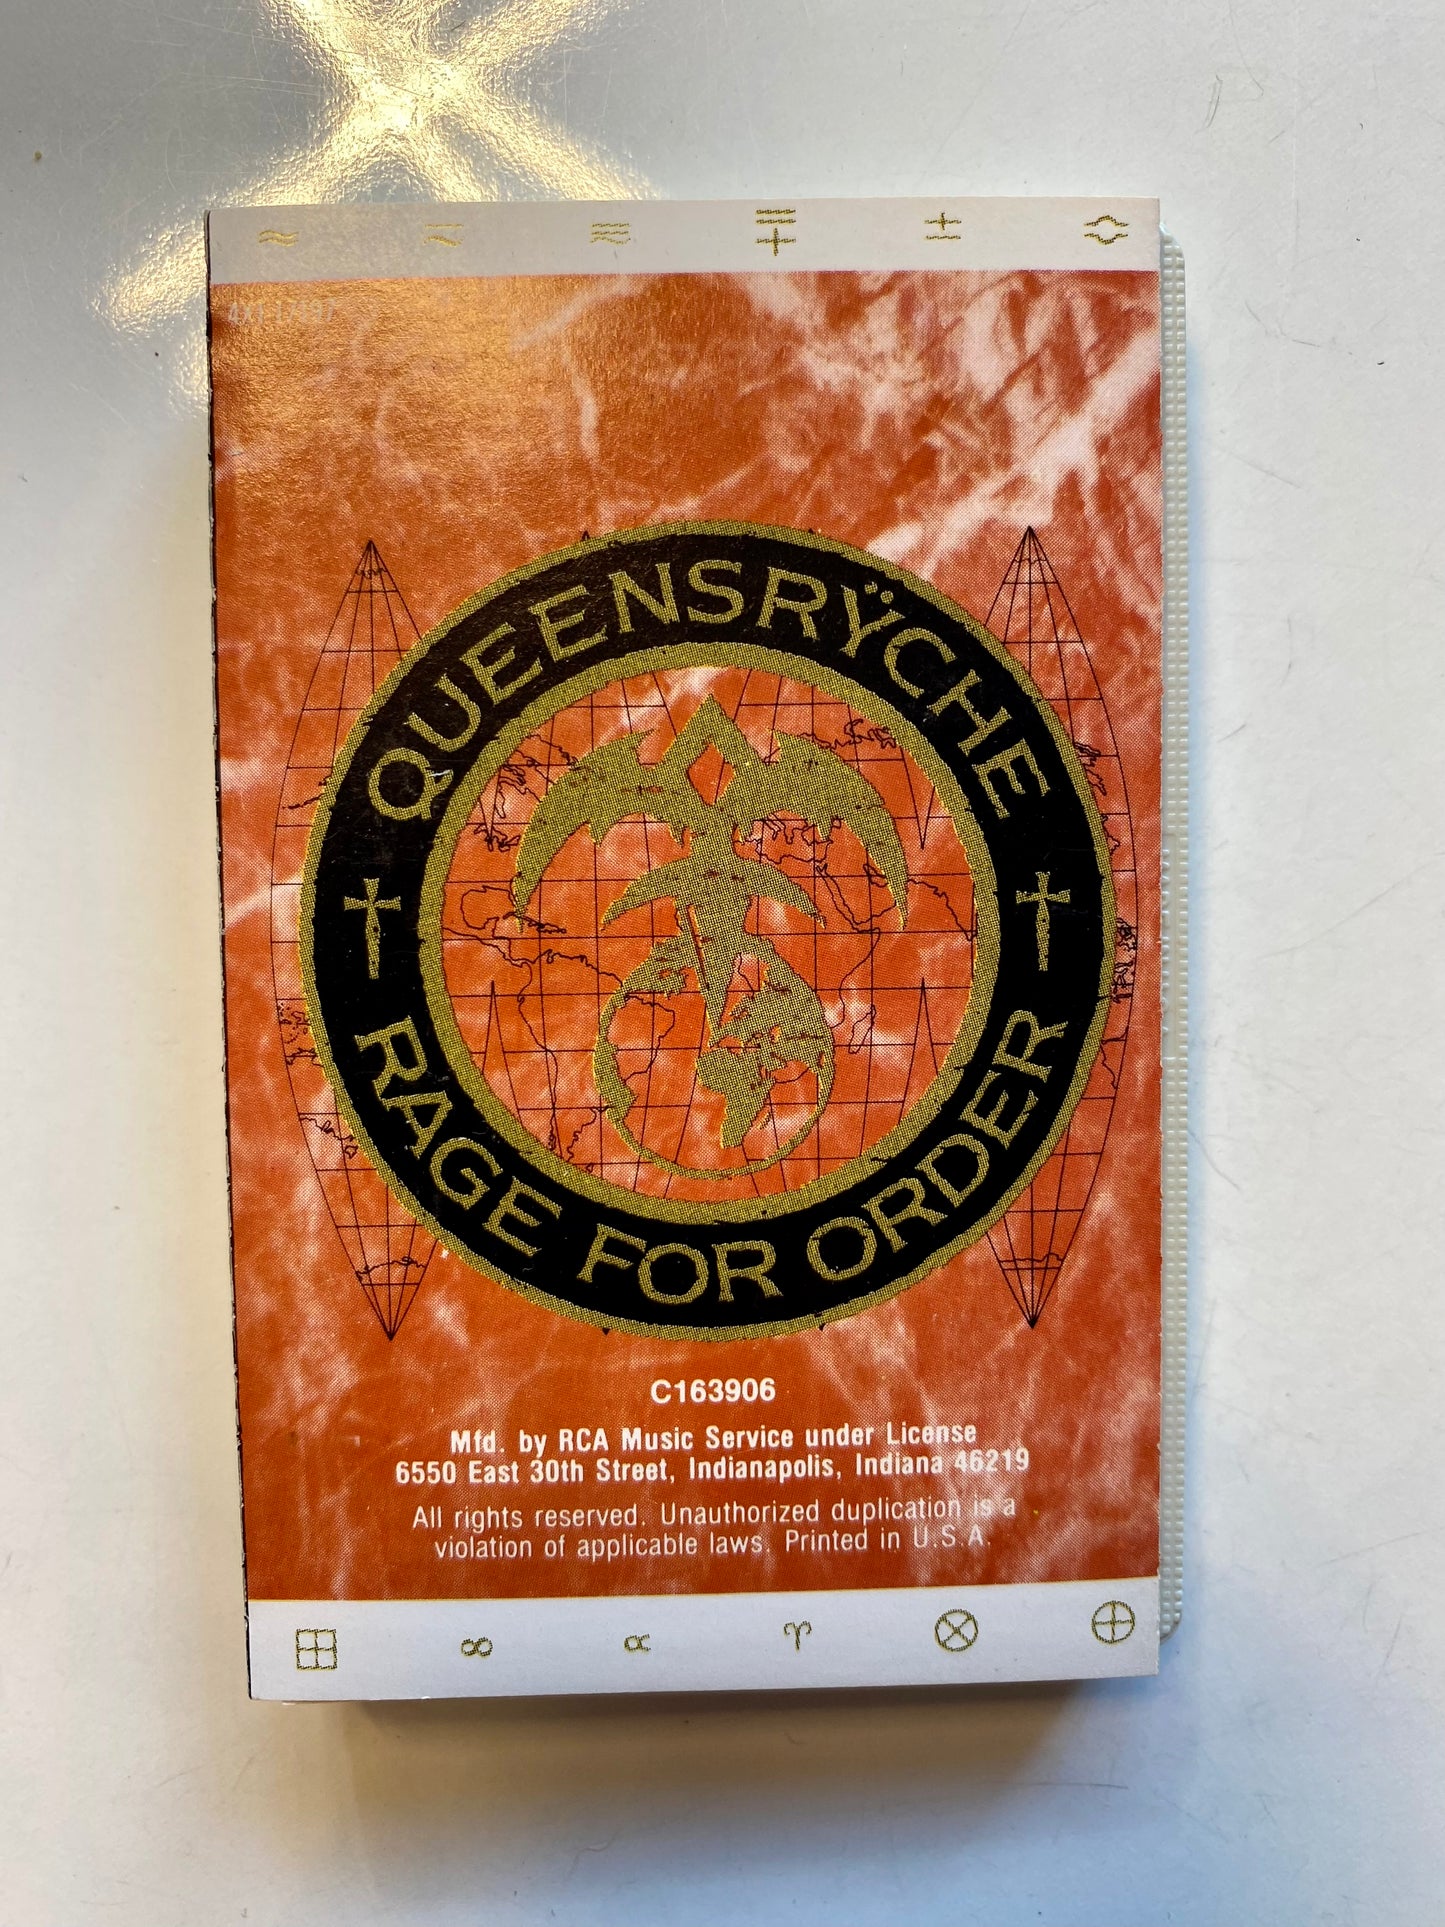 QUEENSRŸCHE
RAGE FOR ORDER
C163906
Mfd. by RCA Music Service under License
6550 East 30th Street, Indianapolis, Indiana 46219
All rights reserved. Unauthorized duplication is a
violation of applicable laws. Printed in U.S.A.